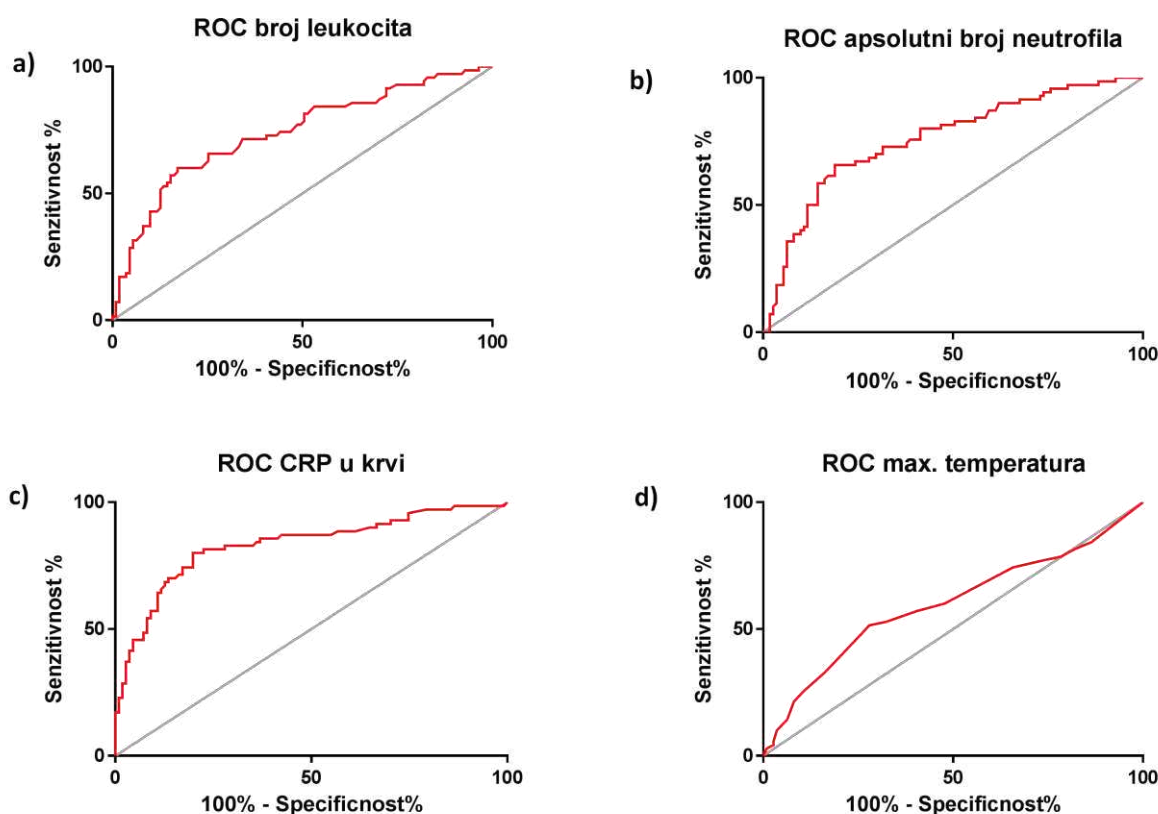 a)
ROC broj leukocita
Senzitivnost %
100
50
0
0
50
100
100% - Specificnost%
b)
ROC apsolutni broj neutrofila
Senzitivnost %
100
50
0
0
50
100
100% - Specificnost%
c)
ROC CRP u krvi
Senzitivnost %
100
50
0
0
50
100
100% - Specificnost%
d)
ROC max. temperatura
Senzitivnost %
100
50
0
0
50
100
100% - Specificnost%